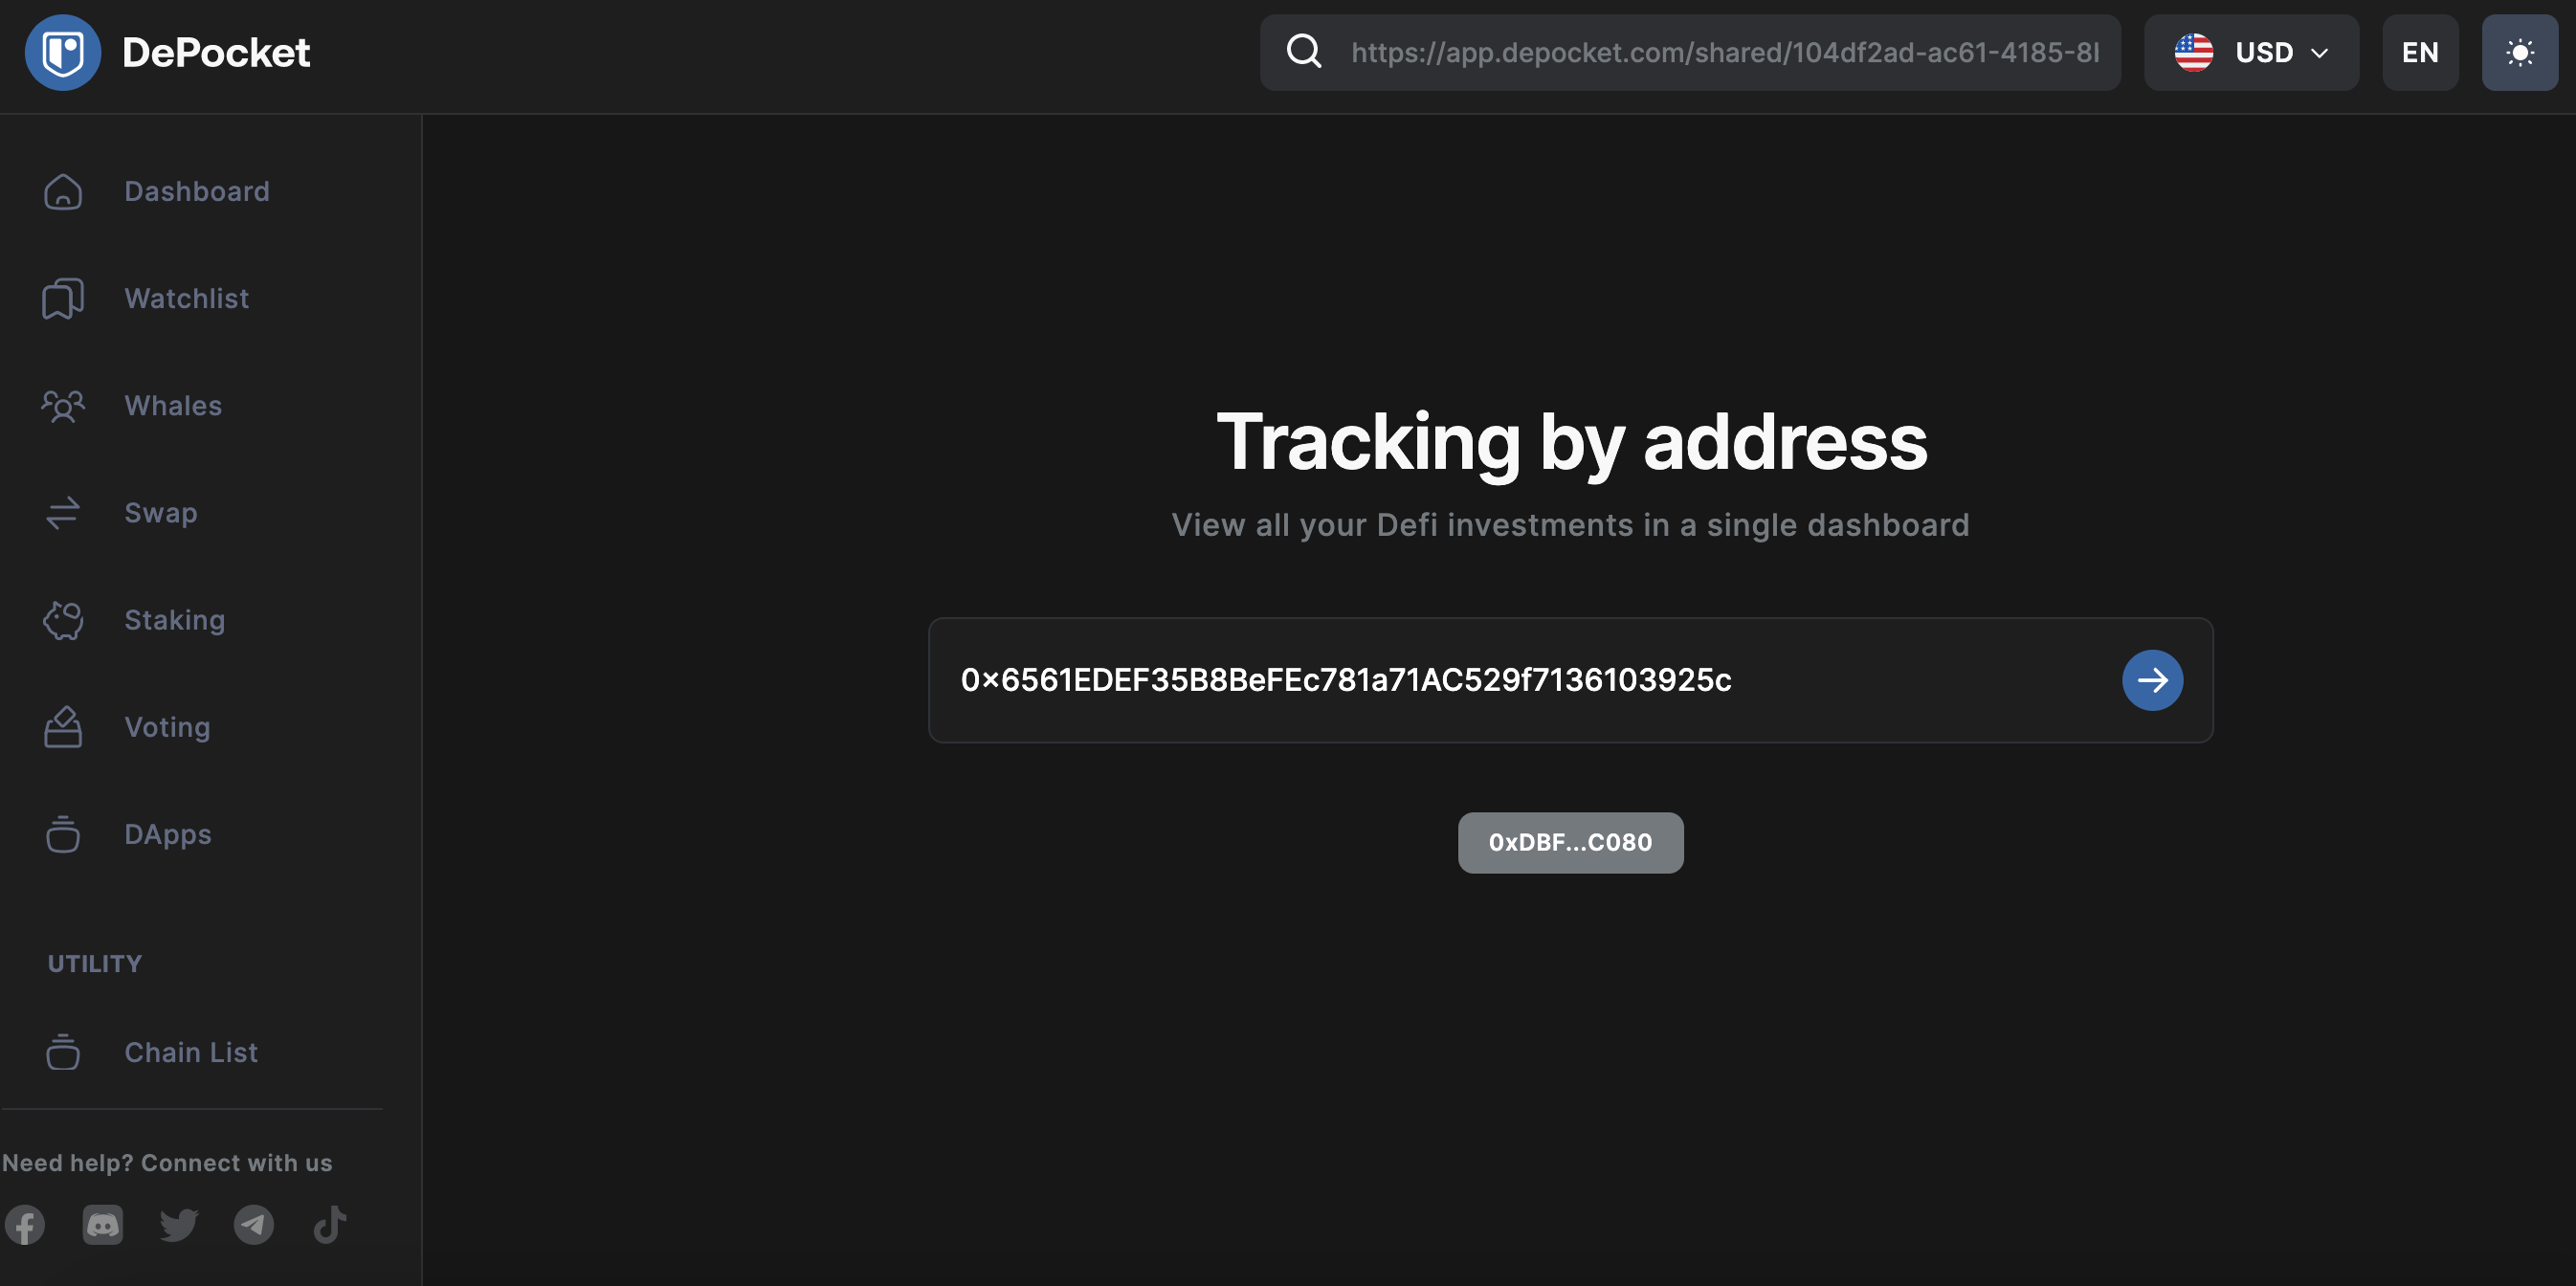 DePocket
https://app.depocket.com/shared/104df2ad-ac61-4185-8
USD
EN
Dashboard
Watchlist
Whales
Swap
Staking
Voting
DApps
UTILITY
Chain List
Need help? Connect with us
Tracking by address
View all your Defi investments in a single dashboard
0×6561EDEF35B8BeFEc781a71AC529f7136103925c
0xDBF...C080